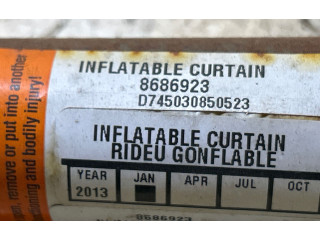 INFLATABLE CURTAIN
8686923
D745030850523
INFLATABLE CURTAIN
RIDEU GONFLABLE
YEAR JAN APR JUL OCT
2013
8686923
remove or put into another
and bodily injury!